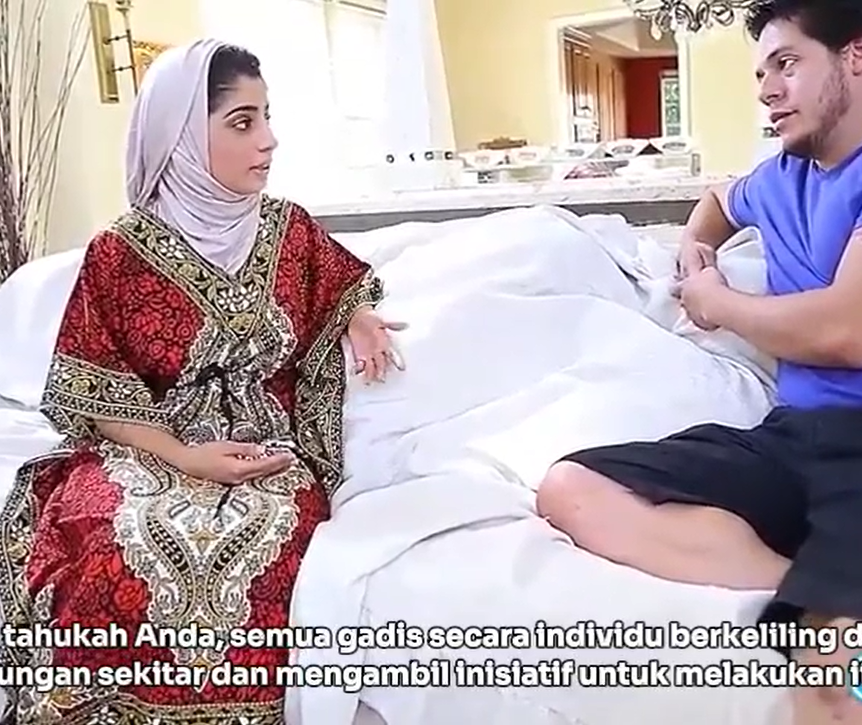 tahukah Anda, semua gadis secara individu berkeliling d
ungan sekitar dan mengambil inisiatif untuk melakukan i